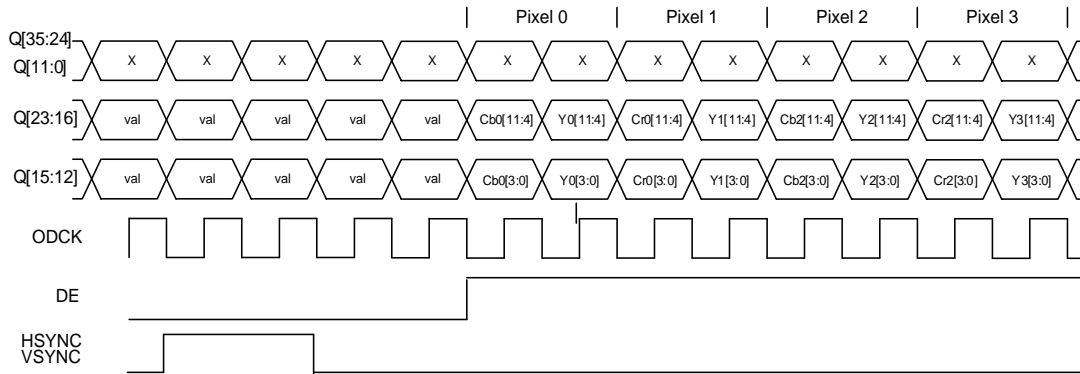 Pixel 0 Pixel 1 Pixel 2 Pixel 3
Q[35:24]
Q[11:0]
X X X X X X X X X X X X X
Q[23:16] val val val val val Cb0[11:4] Y0[11:4] Cr0[11:4] Y1[11:4] Cb2[11:4] Y2[11:4] Cr2[11:4] Y3[11:4]
Q[15:12] val val val val val Cb0[3:0] Y0[3:0] Cr0[3:0] Y1[3:0] Cb2[3:0] Y2[3:0] Cr2[3:0] Y3[3:0]
ODCK
DE
HSYNC
VSYNC